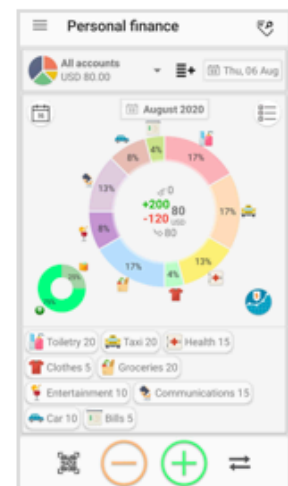 Personal finance
All accounts
USD 80.00
Thu, 06 Aug
August 2020
4%
17%
8%
13%
0
+200
80
-120
USD
80
17%
8%
13%
17%
4%
Toiletry 20
Taxi 20
Health 15
Clothes 5
Groceries 20
Entertainment 10
Communications 15
Car 10
Bills 5